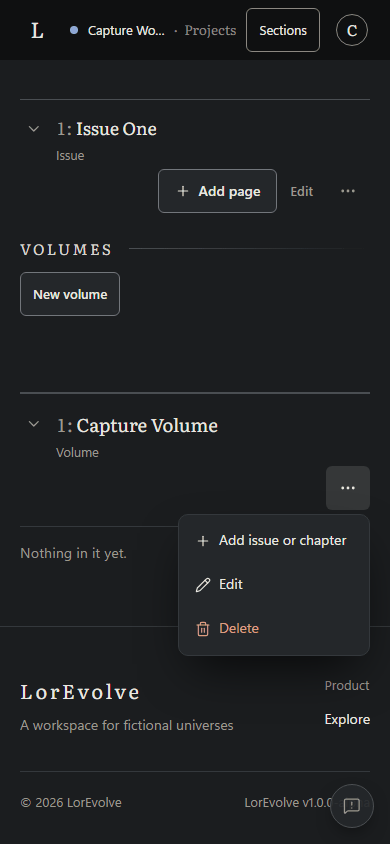 L
Capture Wo... · Projects
Sections
C
1: Issue One
Issue
+ Add page
Edit
...
VOLUMES
New volume
1: Capture Volume
Volume
...
Nothing in it yet.
+ Add issue or chapter
Edit
Delete
LorEvolve
A workspace for fictional universes
Product
Explore
© 2026 LorEvolve
LorEvolve v1.0.